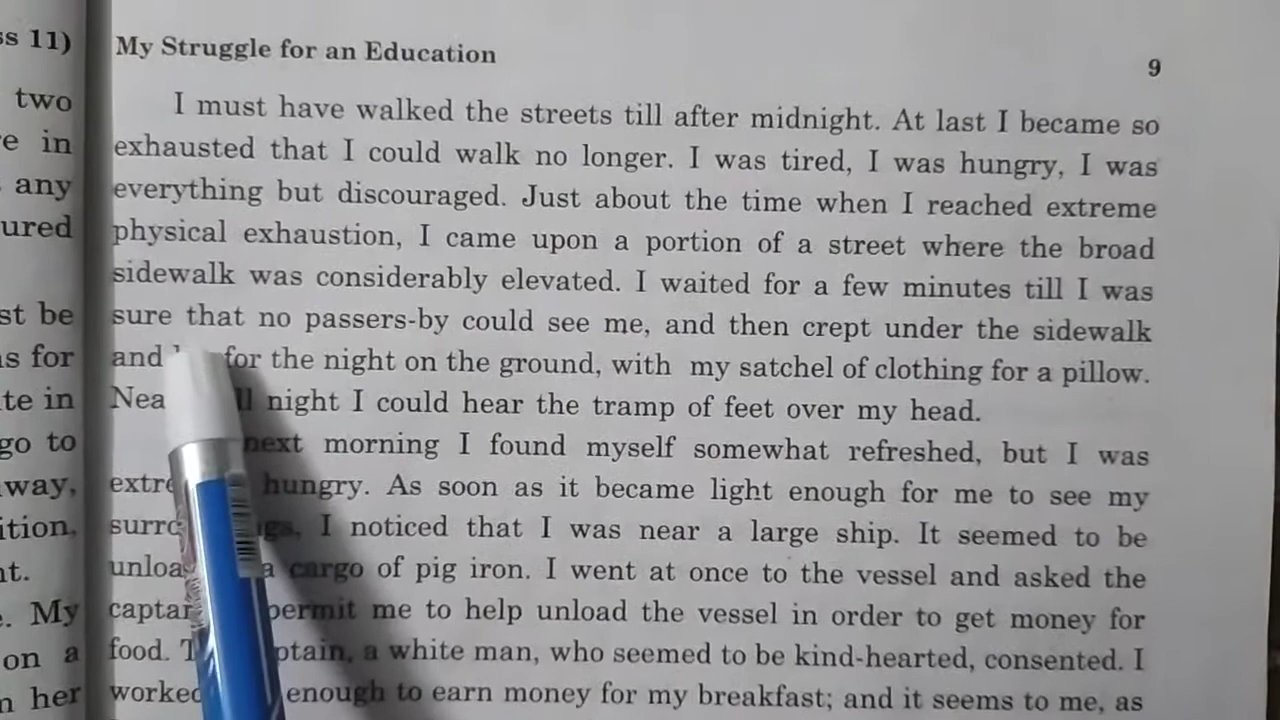 ss 11)
two
e in
any
ured
st be
s for
te in
go to
way,
ition,
t.
. My
on a
her
My Struggle for an Education
9
I must have walked the streets till after midnight. At last I became so
exhausted that I could walk no longer. I was tired, I was hungry, I was
everything but discouraged. Just about the time when I reached extreme
physical exhaustion, I came upon a portion of a street where the broad
sidewalk was considerably elevated. I waited for a few minutes till I was
sure that no passers-by could see me, and then crept under the sidewalk
and for the night on the ground, with my satchel of clothing for a pillow.
Nea ll night I could hear the tramp of feet over my head.
next morning I found myself somewhat refreshed, but I was
extre hungry. As soon as it became light enough for me to see my
surro ngs, I noticed that I was near a large ship. It seemed to be
unloa a cargo of pig iron. I went at once to the vessel and asked the
captai permit me to help unload the vessel in order to get money for
food. T ptain, a white man, who seemed to be kind-hearted, consented. I
worked enough to earn money for my breakfast; and it seems to me, as